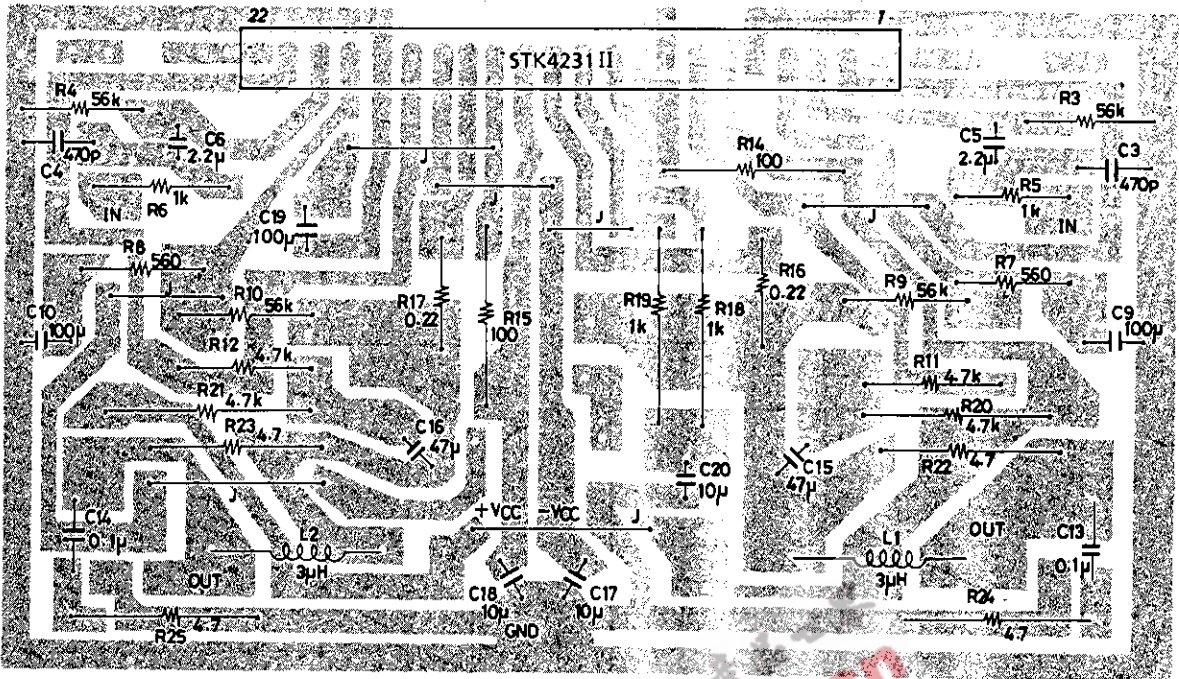 22
1
STK4231 II
R4
56k
C4
470p
C6
2.2µ
R6
1k
IN
R8
560
J
R10
56k
C10
100µ
R12
4.7k
R21
4.7k
R23
4.7
J
C14
0.1µ
L2
3µH
OUT
R25
4.7
C19
100µ
J
J
J
R17
0.22
R15
100
C16
47µ
+VCC
-VCC
J
C18
10µ
C17
10µ
GND
R14
100
R19
1k
R18
1k
R16
0.22
C20
10µ
C15
47µ
J
R3
56k
C5
2.2µ
C3
470p
R5
1k
IN
R7
560
R9
56k
C9
100µ
R11
4.7k
R20
4.7k
R22
4.7
L1
3µH
OUT
C13
0.1µ
R24
4.7